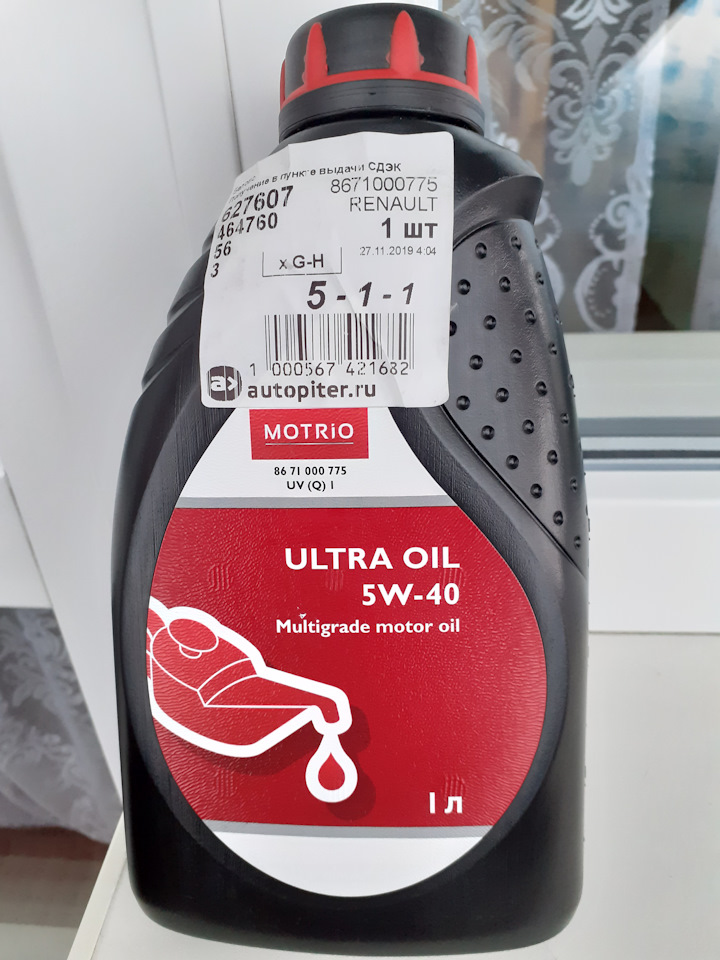 в пункте выдачи СДЭК
627607
8671000775
464760
RENAULT
56
1 шт
3
x G-H
27.11.2019 4:04
5 - 1 - 1
1 000567 421682
autopiter.ru
MOTRiO
86 71 000 775
UV (Q) 1
ULTRA OIL
5W-40
Multigrade motor oil
1 л